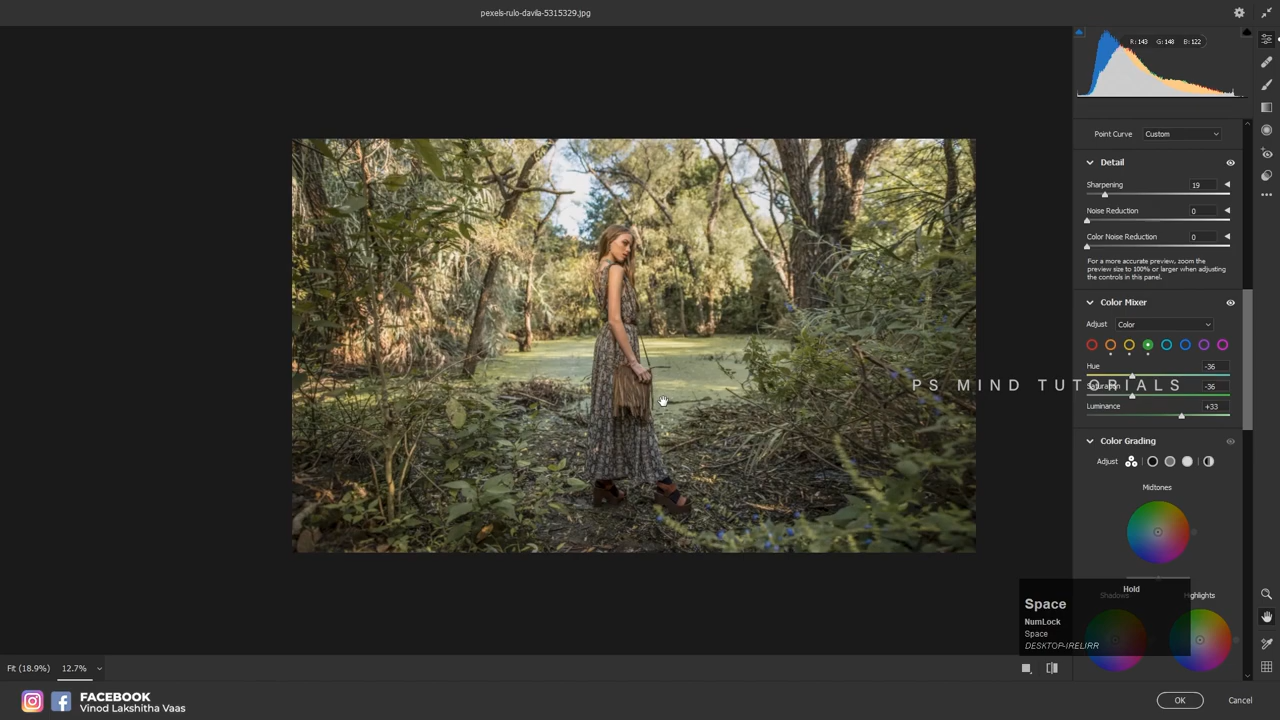 pexels-rulo-davila-5315329.jpg
R: 143 G: 148 B: 122
Point Curve Custom
Detail
Sharpening 19
Noise Reduction 0
Color Noise Reduction 0
For a more accurate preview, zoom the
preview size to 100% or larger when adjusting
the controls in this panel.
Color Mixer
Adjust Color
Hue -36
PS MIND TUTORIALS
Saturation -36
Luminance +33
Color Grading
Adjust
Midtones
Hold
Shadows Highlights
Space
NumLock
Space
DESKTOP-IRELIRR
Fit (18.9%) 12.7%
FACEBOOK
Vinod Lakshitha Vaas
OK Cancel